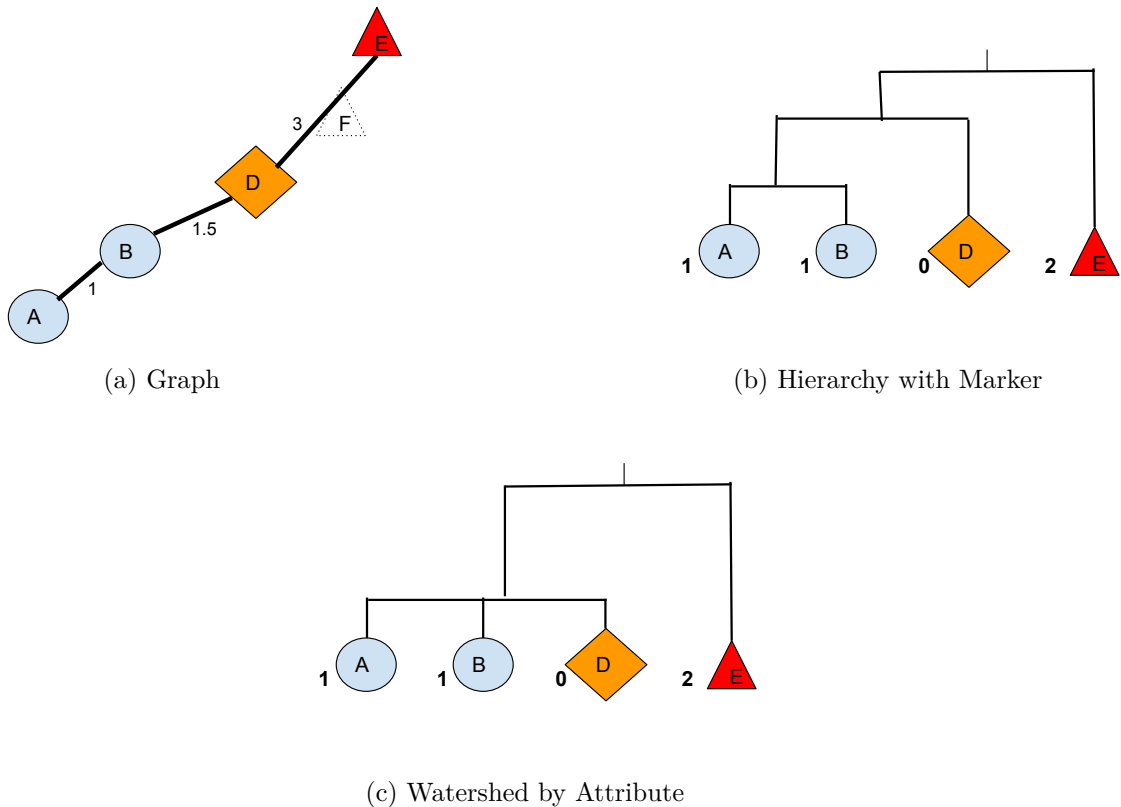 E
3
F
D
1.5
B
1
A
(a) Graph
1 A 1 B 0 D 2 E
(b) Hierarchy with Marker
1 A 1 B 0 D 2 E
(c) Watershed by Attribute